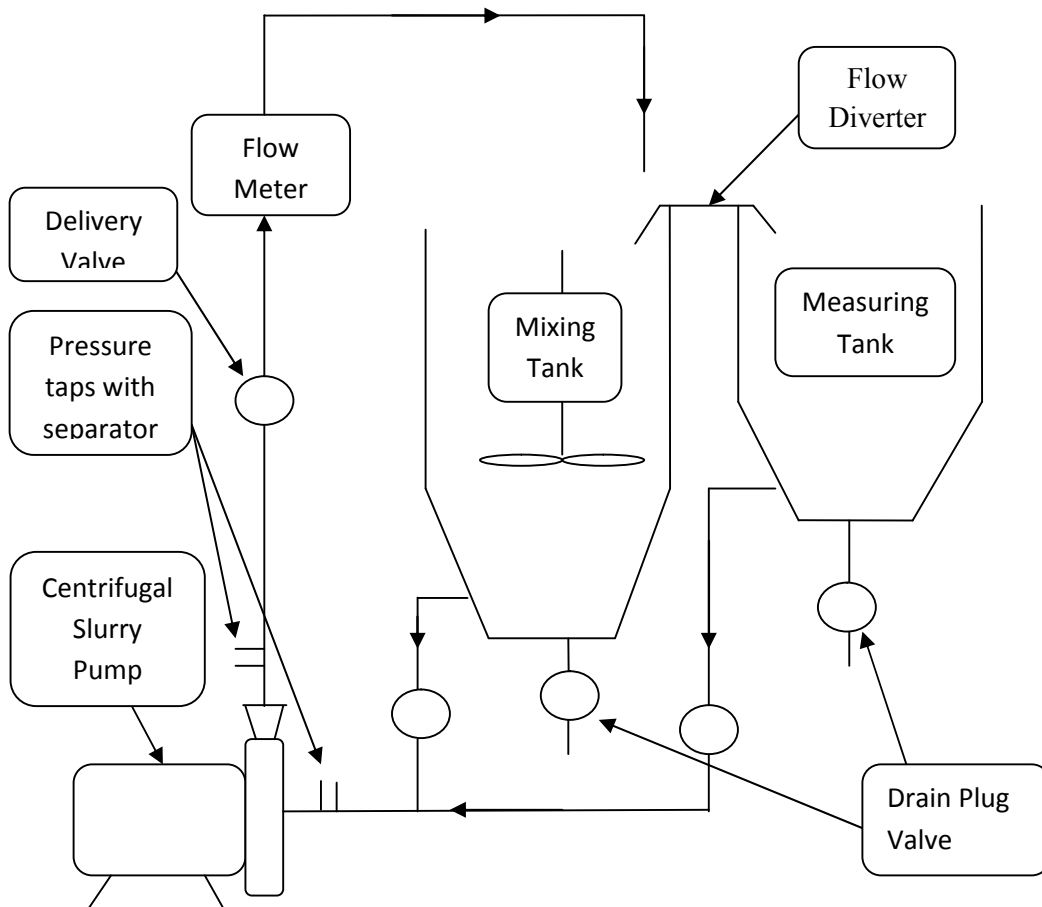 Flow
Meter
Flow
Diverter
Delivery
Valve
Pressure
taps with
separator
Mixing
Tank
Measuring
Tank
Centrifugal
Slurry
Pump
Drain Plug
Valve